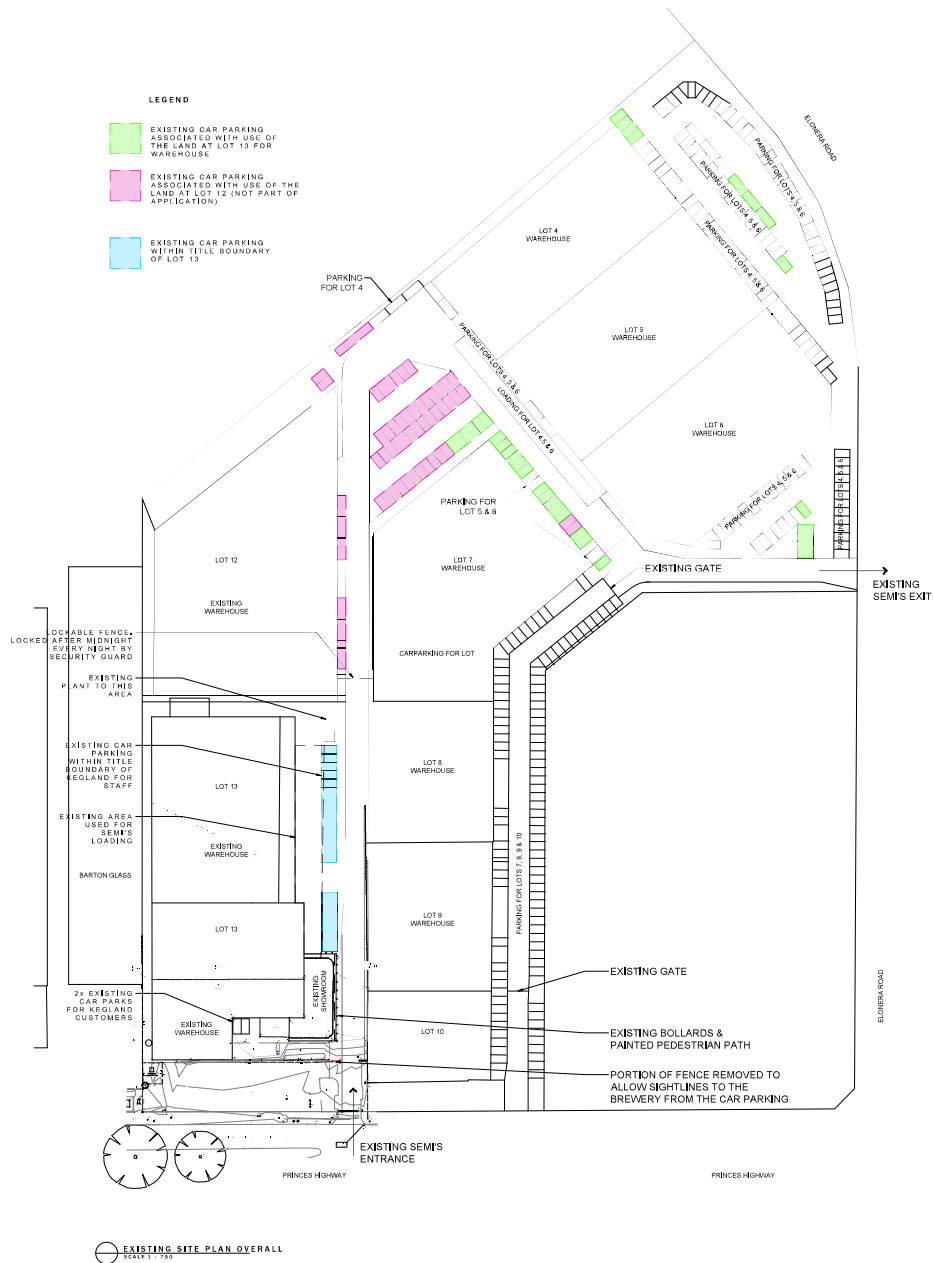 LEGEND
EXISTING CAR PARKING
ASSOCIATED WITH USE OF
THE LAND AT LOT 13 FOR
WAREHOUSE
EXISTING CAR PARKING
ASSOCIATED WITH USE OF THE
LAND AT LOT 12 (NOT PART OF
APPLICATION)
EXISTING CAR PARKING
WITHIN TITLE BOUNDARY
OF LOT 13
ELONERA ROAD
PARKING FOR LOTS 4, 5 & 6
PARKING FOR LOTS 4, 5 & 6
PARKING FOR LOTS 4, 5 & 6
LOT 4
WAREHOUSE
PARKING
FOR LOT 4
LOT 5
WAREHOUSE
PARKING FOR LOTS 4, 5 & 6
LOADING FOR LOT 4,5 & 6
LOT 6
WAREHOUSE
PARKING FOR LOTS 4, 5 & 6
PARKING FOR LOTS 4, 5 & 6
PARKING FOR
LOT 5 & 6
LOT 7
WAREHOUSE
EXISTING GATE
EXISTING
SEMI'S EXIT
LOT 12
EXISTING
WAREHOUSE
LOCKABLE FENCE.
LOCKED AFTER MIDNIGHT
EVERY NIGHT BY
SECURITY GUARD
CARPARKING FOR LOT
EXISTING
PLANT TO THIS
AREA
EXISTING CAR
PARKING
WITHIN TITLE
BOUNDARY OF
KEGLAND FOR
STAFF
LOT 13
LOT 8
WAREHOUSE
EXISTING AREA
USED FOR
SEMI'S
LOADING
EXISTING
WAREHOUSE
BARTON GLASS
PARKING FOR LOTS 7, 8, 9 & 10
LOT 9
WAREHOUSE
LOT 13
EXISTING
SHOWROOM
EXISTING GATE
ELONERA ROAD
2x EXISTING
CAR PARKS
FOR KEGLAND
CUSTOMERS
EXISTING
WAREHOUSE
LOT 10
EXISTING BOLLARDS &
PAINTED PEDESTRIAN PATH
PORTION OF FENCE REMOVED TO
ALLOW SIGHTLINES TO THE
BREWERY FROM THE CAR PARKING
EXISTING SEMI'S
ENTRANCE
PRINCES HIGHWAY
PRINCES HIGHWAY
EXISTING SITE PLAN OVERALL
SCALE 1 : 750